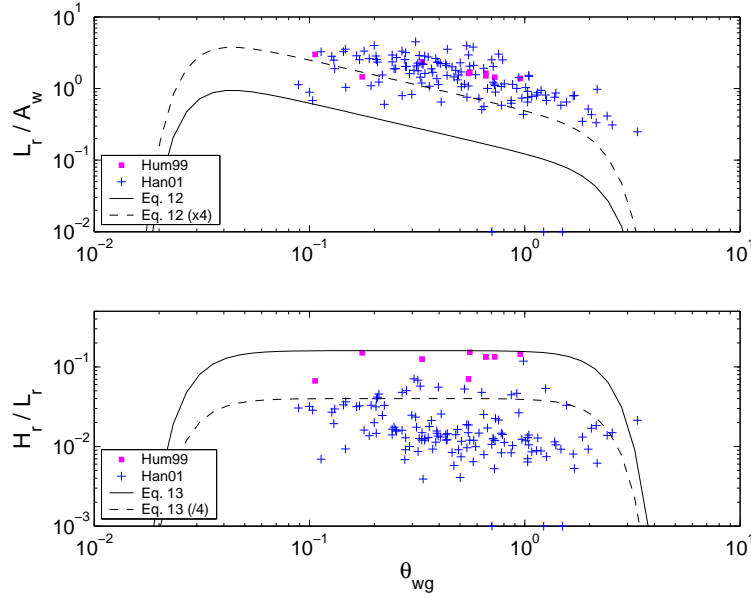 10^1
10^0
10^-1
10^-2
L_r / A_w
Hum99
Han01
Eq. 12
Eq. 12 (x4)
10^-2
10^-1
10^0
10^1
10^-1
10^-2
10^-3
H_r / L_r
Hum99
Han01
Eq. 13
Eq. 13 (/4)
10^-2
10^-1
10^0
10^1
θ_wg